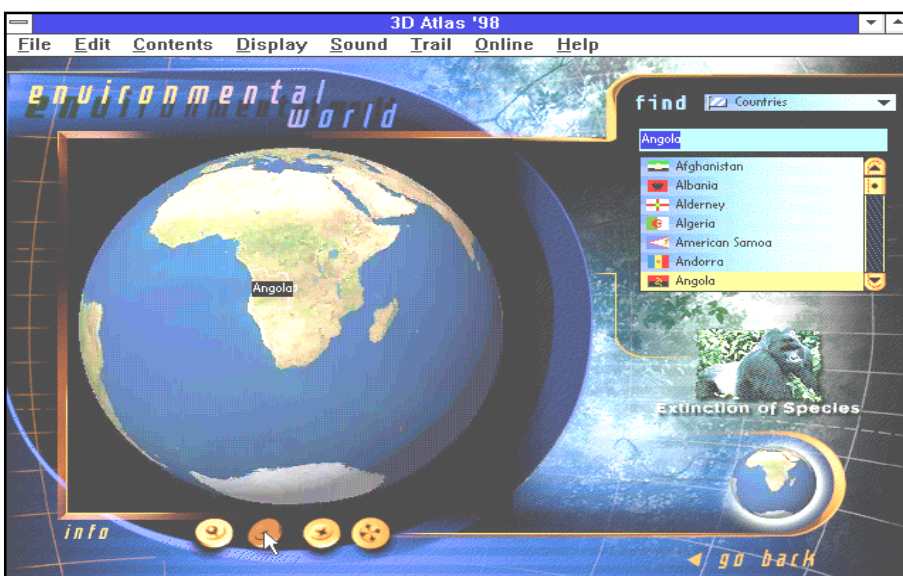 3D Atlas '98
File Edit Contents Display Sound Trail Online Help
environmental
world
find Countries
Angola
Afghanistan
Albania
Alderney
Algeria
American Samoa
Andorra
Angola
Angola
Extinction of Species
info
go back